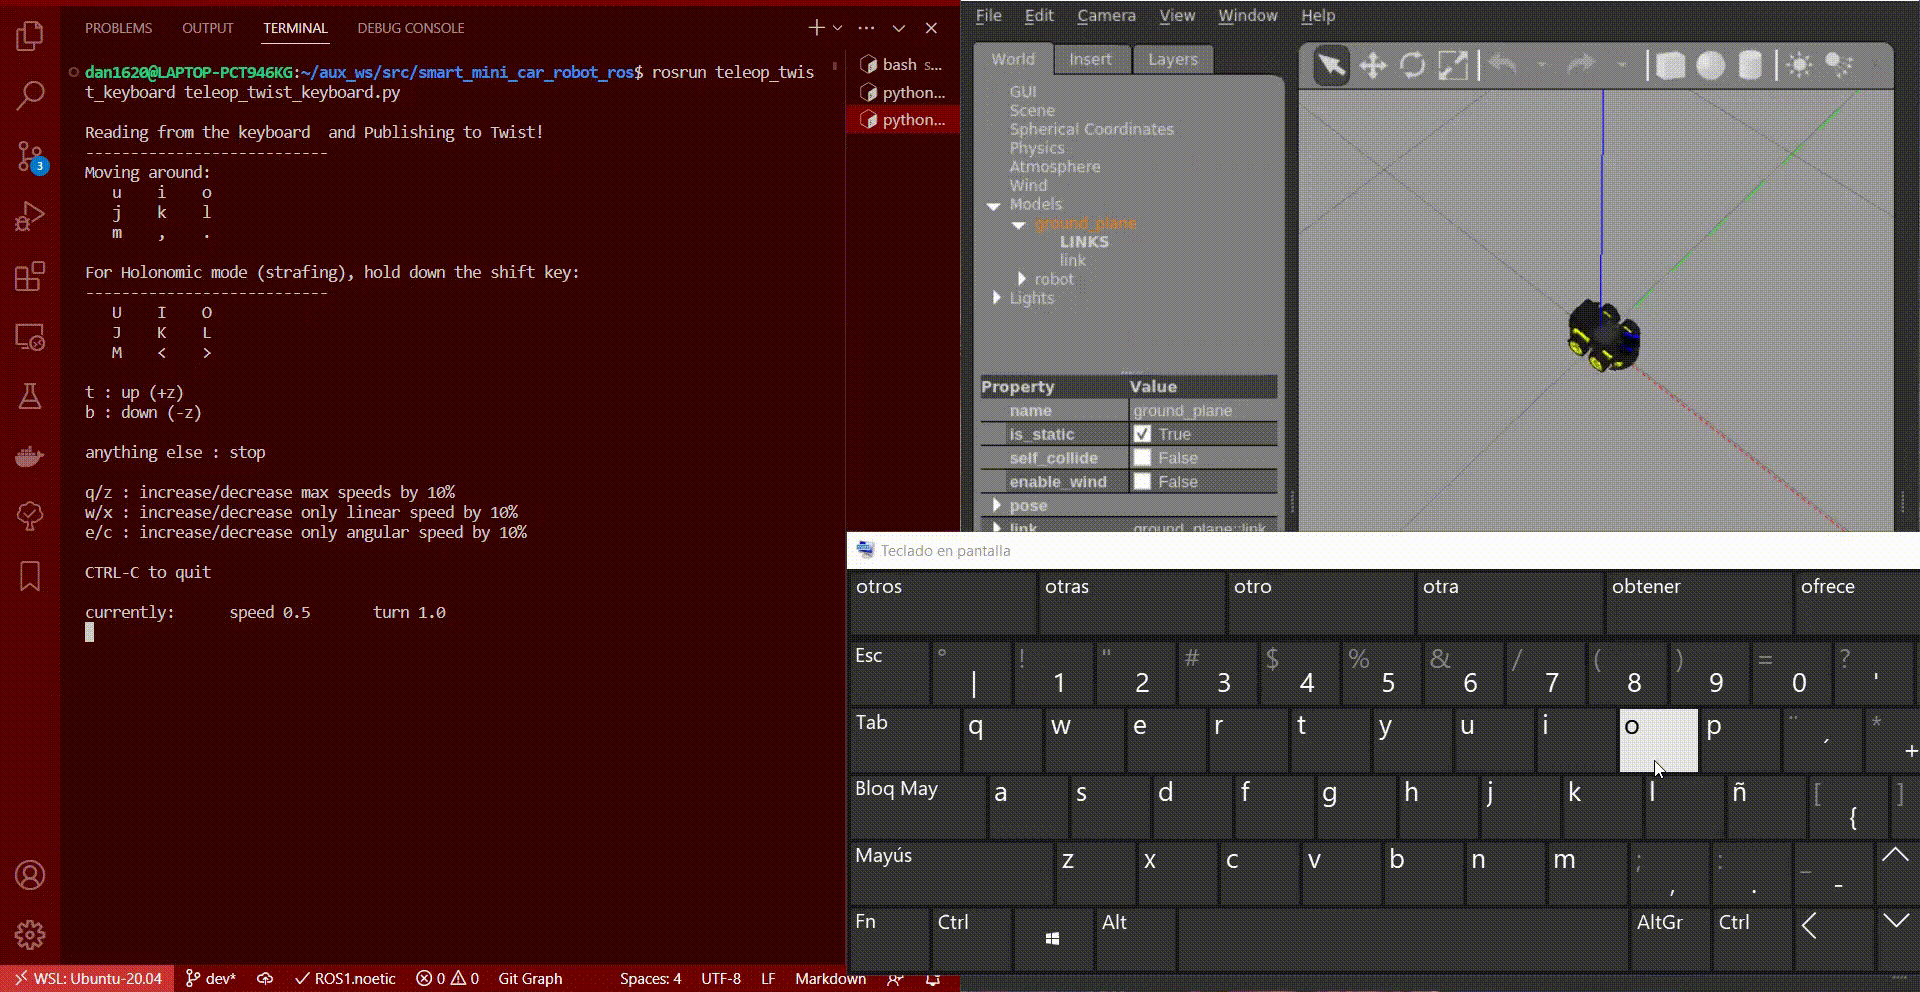 PROBLEMS OUTPUT TERMINAL DEBUG CONSOLE
dan1620@LAPTOP-PCT946KG:~/aux_ws/src/smart_mini_car_robot_ros$ rosrun teleop_twis
t_keyboard teleop_twist_keyboard.py
Reading from the keyboard  and Publishing to Twist!
---------------------------
Moving around:
u i o
j k l
m , .
For Holonomic mode (strafing), hold down the shift key:
---------------------------
U I O
J K L
M < >
t : up (+z)
b : down (-z)
anything else : stop
q/z : increase/decrease max speeds by 10%
w/x : increase/decrease only linear speed by 10%
e/c : increase/decrease only angular speed by 10%
CTRL-C to quit
currently: speed 0.5 turn 1.0
bash s...
python...
python...
3
WSL: Ubuntu-20.04 dev* ROS1.noetic 0 0 Git Graph Spaces: 4 UTF-8 LF Markdown
File Edit Camera View Window Help
World Insert Layers
GUI
Scene
Spherical Coordinates
Physics
Atmosphere
Wind
Models
ground_plane
LINKS
link
robot
Lights
Property Value
name ground_plane
is_static True
self_collide False
enable_wind False
pose
link ground_plane::link
Teclado en pantalla
otros otras otro otra obtener ofrece
Esc ° | ! 1 " 2 # 3 $ 4 % 5 & 6 / 7 ( 8 ) 9 = 0 ? '
Tab q w e r t y u i o p ¨ ´ * +
Bloq May a s d f g h j k l ñ [ { ]
Mayús z x c v b n m ; , : . _ -
Fn Ctrl Alt AltGr Ctrl